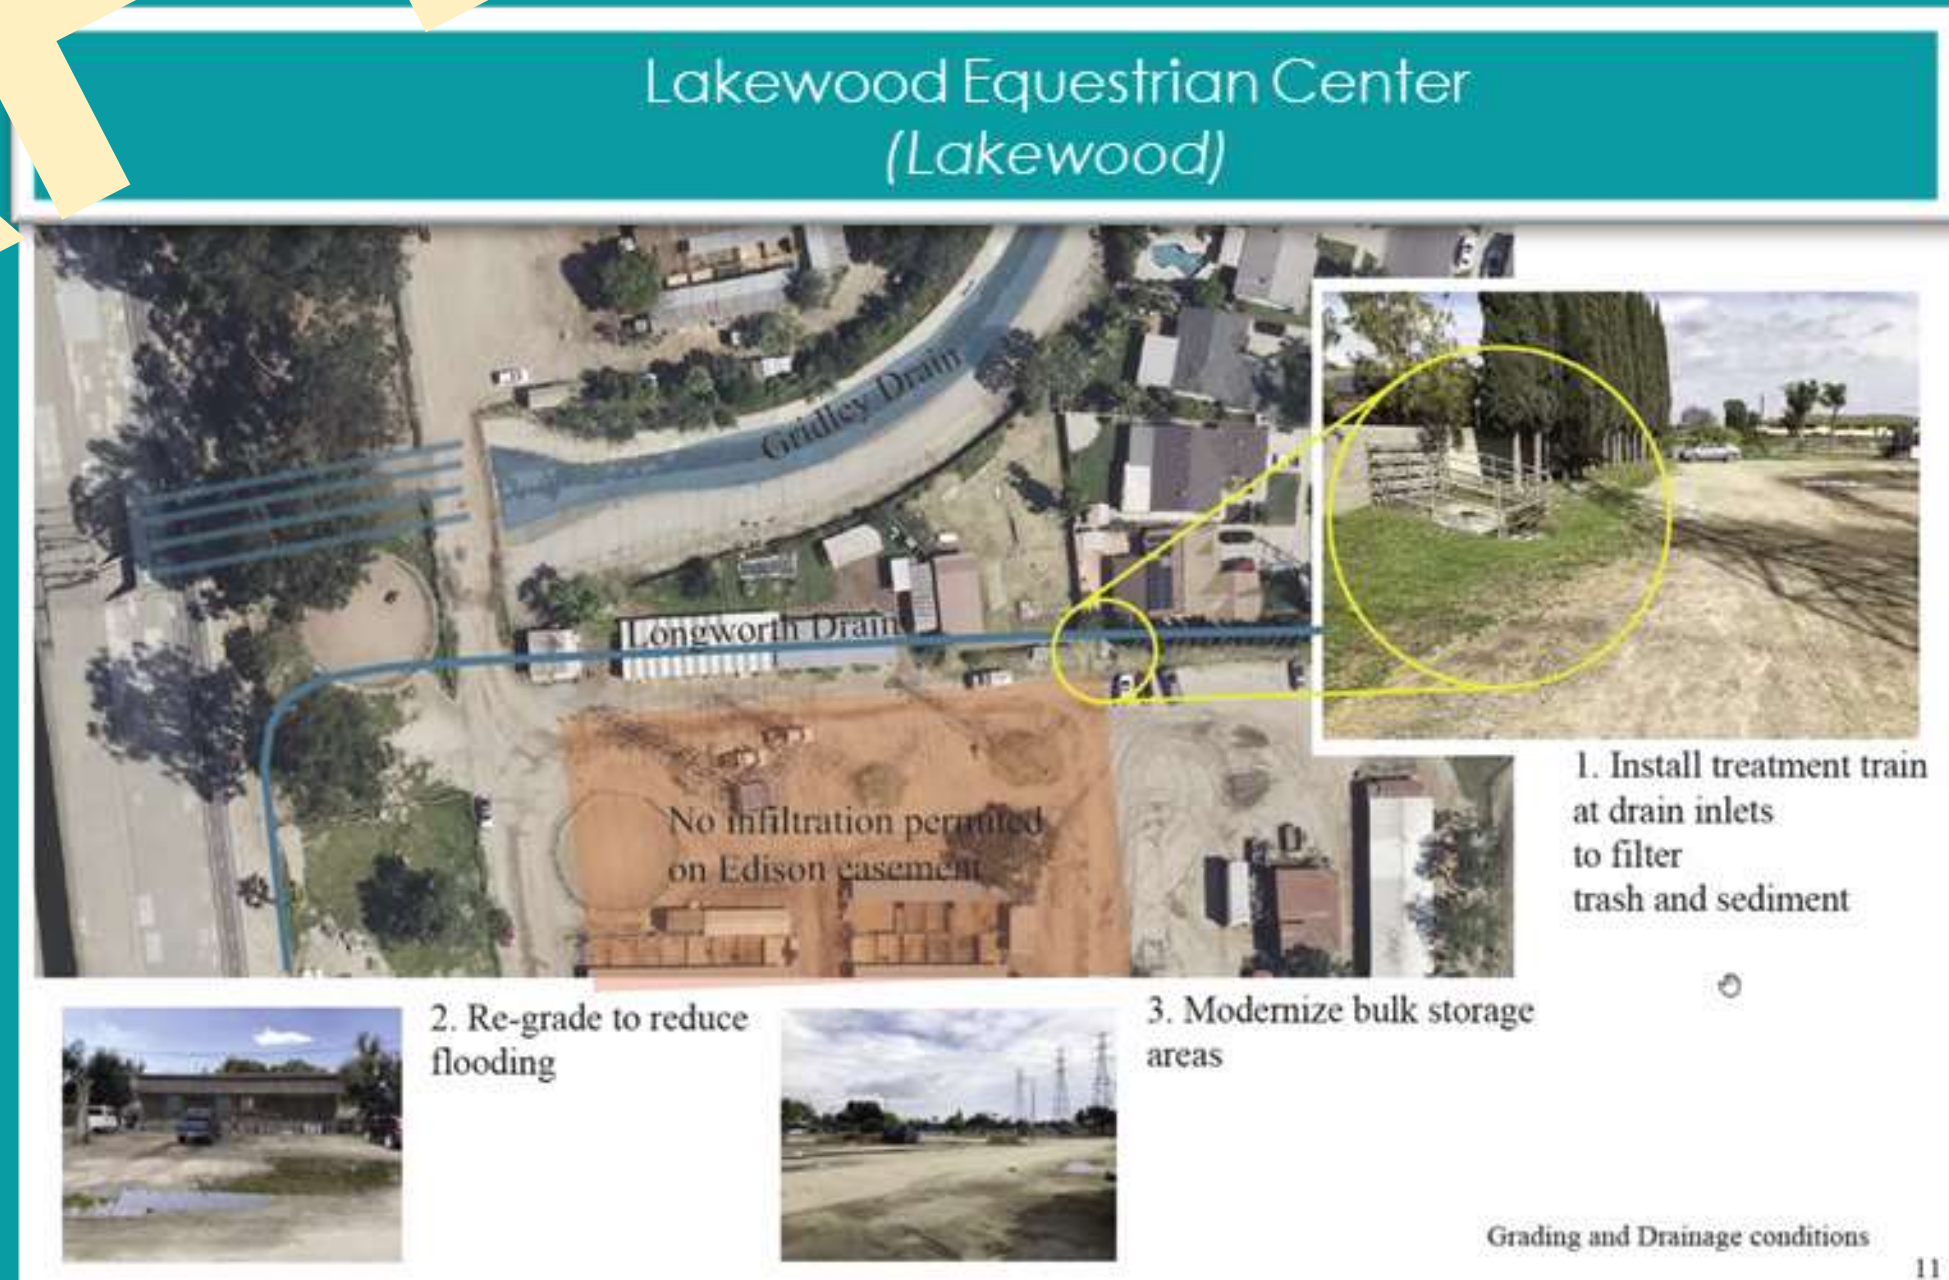 Lakewood Equestrian Center
(Lakewood)
Gridley Drain
Longworth Drain
No infiltration permitted
on Edison easement
1. Install treatment train
at drain inlets
to filter
trash and sediment
2. Re-grade to reduce
flooding
3. Modernize bulk storage
areas
Grading and Drainage conditions
11